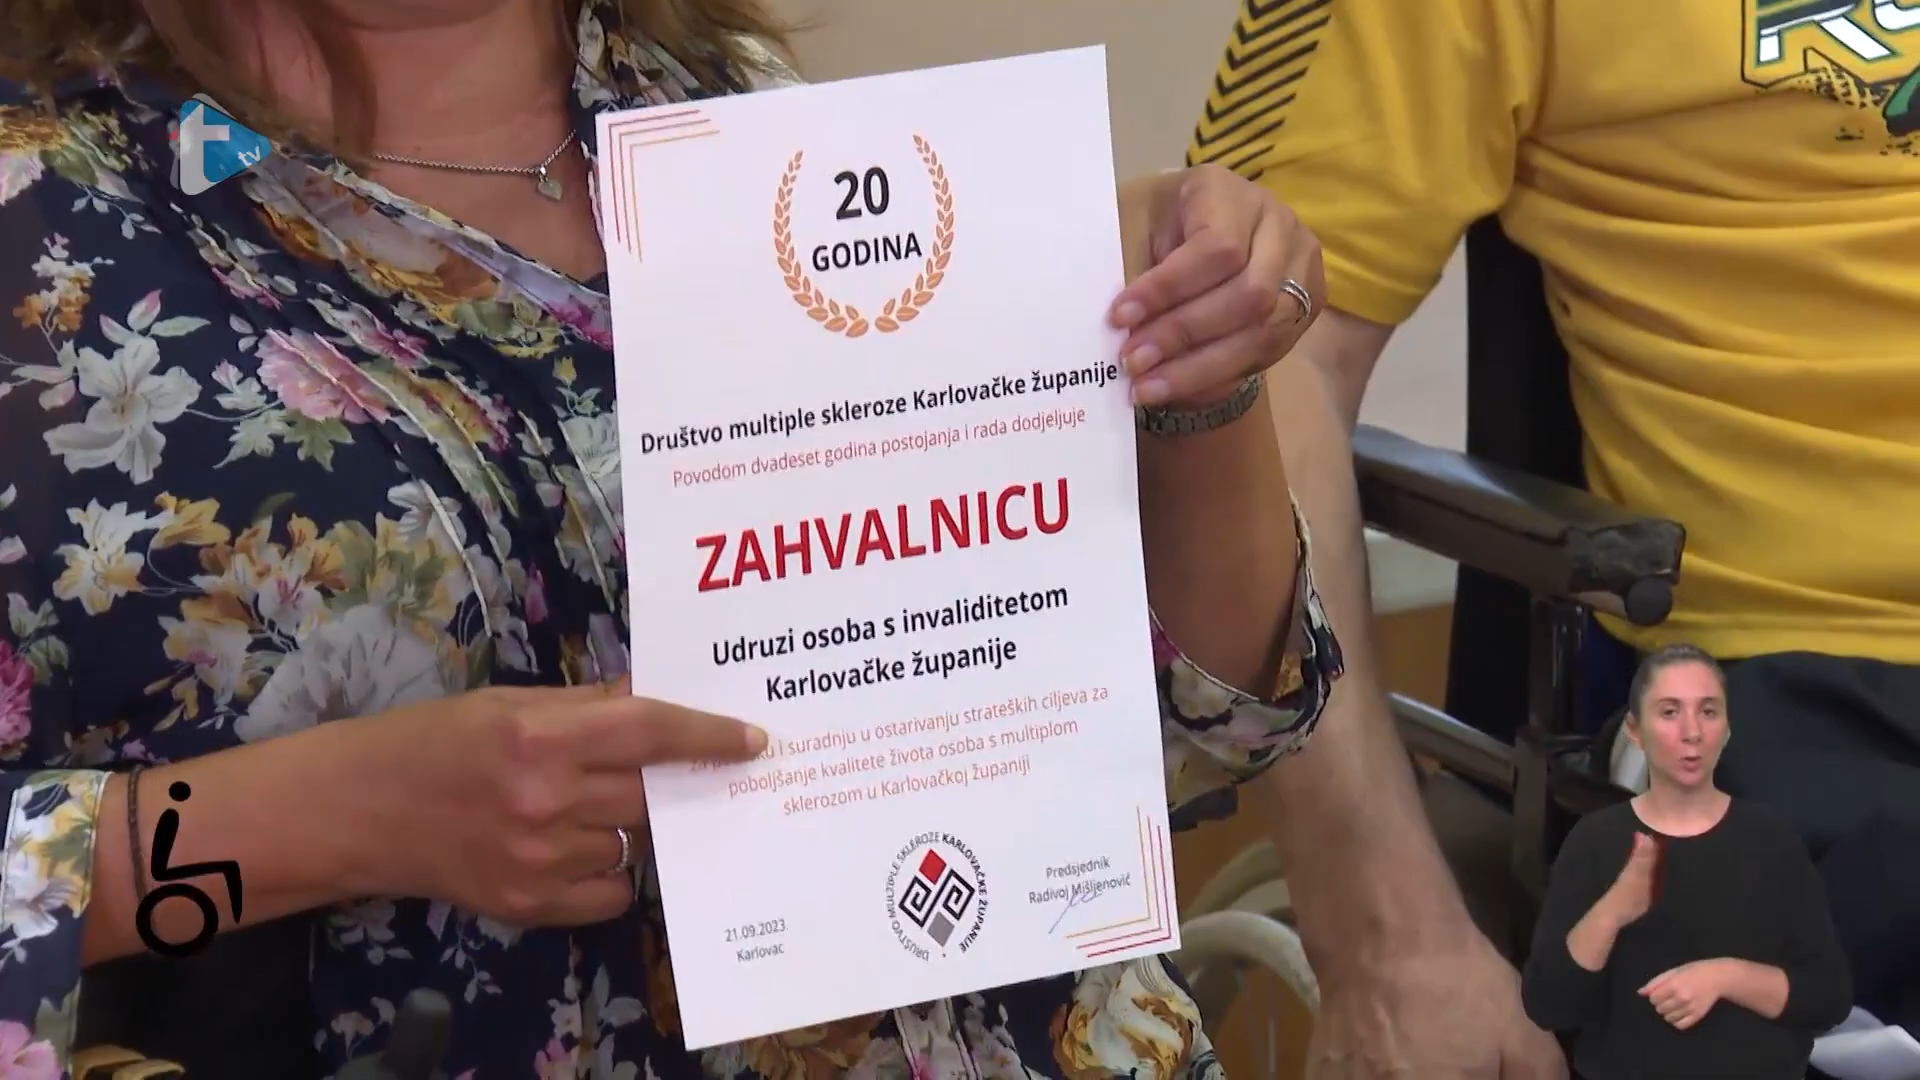 tv
20
GODINA
Društvo multiple skleroze Karlovačke županije
Povodom dvadeset godina postojanja i rada dodjeljuje
ZAHVALNICU
Udruzi osoba s invaliditetom
Karlovačke županije
za i suradnju u ostarivanju strateških ciljeva za
poboljšanje kvalitete života osoba s multiplom
sklerozom u Karlovačkoj županiji
DRUŠTVO MULTIPLE SKLEROZE KARLOVAČKE ŽUPANIJE
Predsjednik
Radivoj Mišljenović
21.09.2023.
Karlovac